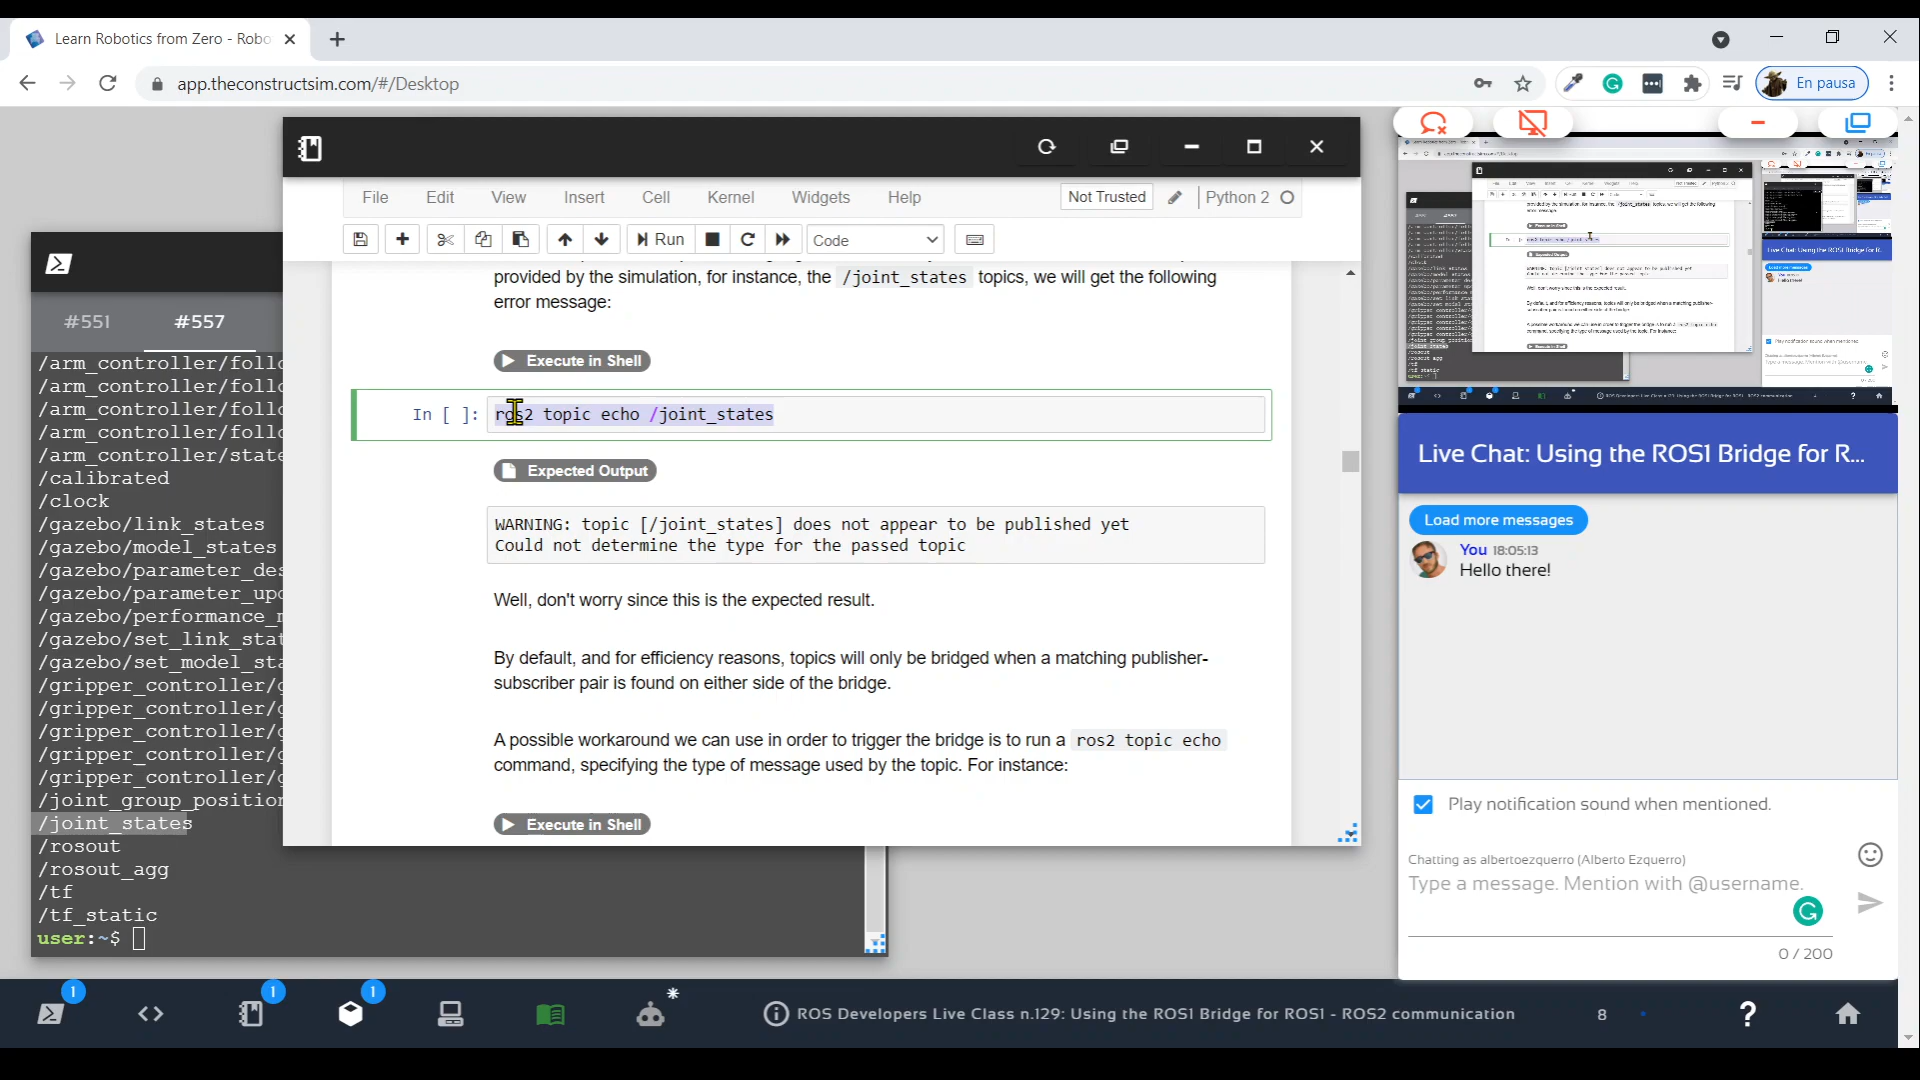 Learn Robotics from Zero - Robo
app.theconstructsim.com/#/Desktop
En pausa
File Edit View Insert Cell Kernel Widgets Help
Not Trusted
Python 2
Run
Code
provided by the simulation, for instance, the /joint_states topics, we will get the following
error message:
Execute in Shell
In [ ]: ros2 topic echo /joint_states
Expected Output
WARNING: topic [/joint_states] does not appear to be published yet
Could not determine the type for the passed topic
Well, don't worry since this is the expected result.
By default, and for efficiency reasons, topics will only be bridged when a matching publisher-
subscriber pair is found on either side of the bridge.
A possible workaround we can use in order to trigger the bridge is to run a ros2 topic echo
command, specifying the type of message used by the topic. For instance:
Execute in Shell
#551 #557
/arm_controller/follo
/arm_controller/follo
/arm_controller/follo
/arm_controller/follo
/arm_controller/state
/calibrated
/clock
/gazebo/link_states
/gazebo/model_states
/gazebo/parameter_des
/gazebo/parameter_upd
/gazebo/performance_m
/gazebo/set_link_stat
/gazebo/set_model_sta
/gripper_controller/g
/gripper_controller/g
/gripper_controller/g
/gripper_controller/g
/gripper_controller/g
/joint_group_position
/joint_states
/rosout
/rosout_agg
/tf
/tf_static
user:~$
Live Chat: Using the ROS1 Bridge for R...
Load more messages
You 18:05:13
Hello there!
Play notification sound when mentioned.
Chatting as albertoezquerro (Alberto Ezquerro)
Type a message. Mention with @username.
0 / 200
1
1
1
ROS Developers Live Class n.129: Using the ROS1 Bridge for ROS1 - ROS2 communication
8
?